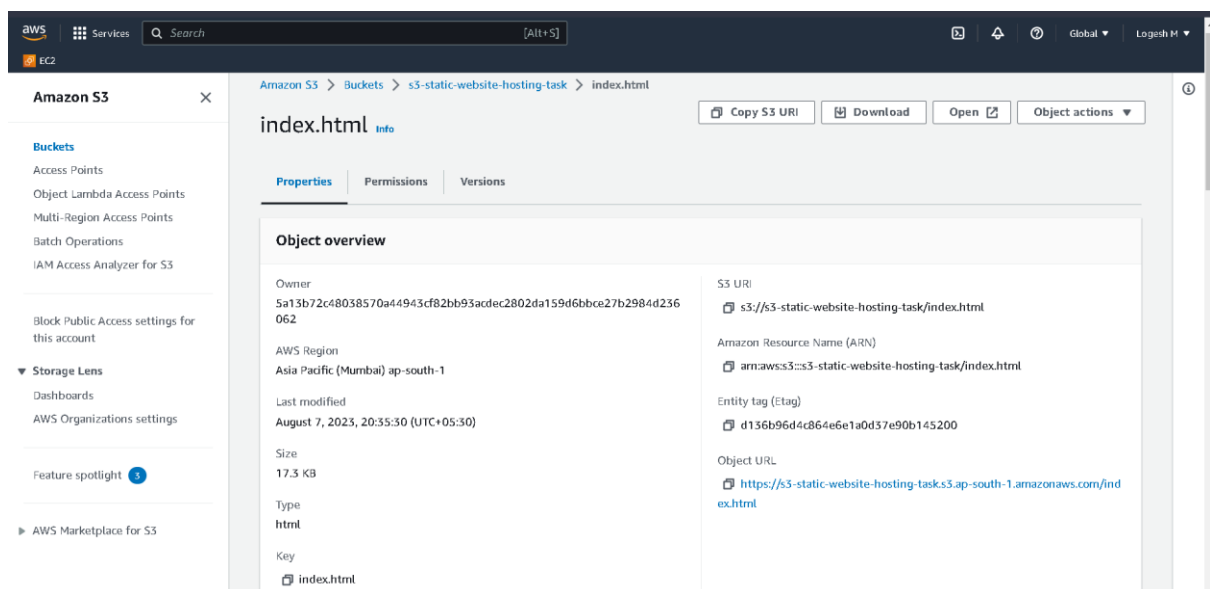 aws
Services
Search
[Alt+S]
Global
Logesh M
EC2
Amazon S3
Buckets
Access Points
Object Lambda Access Points
Multi-Region Access Points
Batch Operations
IAM Access Analyzer for S3
Block Public Access settings for
this account
Storage Lens
Dashboards
AWS Organizations settings
Feature spotlight 3
AWS Marketplace for S3
Amazon S3 > Buckets > s3-static-website-hosting-task > index.html
index.html Info
Copy S3 URI
Download
Open
Object actions
Properties
Permissions
Versions
Object overview
Owner
5a13b72c48038570a44943cf82bb93acdec2802da159d6bbce27b2984d236
062
AWS Region
Asia Pacific (Mumbai) ap-south-1
Last modified
August 7, 2023, 20:35:30 (UTC+05:30)
Size
17.3 KB
Type
html
Key
index.html
S3 URI
s3://s3-static-website-hosting-task/index.html
Amazon Resource Name (ARN)
arn:aws:s3:::s3-static-website-hosting-task/index.html
Entity tag (Etag)
d136b96d4c864e6e1a0d37e90b145200
Object URL
https://s3-static-website-hosting-task.s3.ap-south-1.amazonaws.com/ind
ex.html